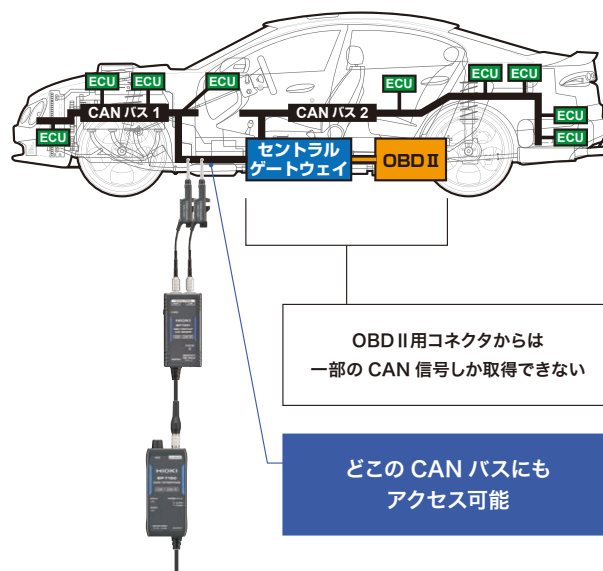 ECU
ECU
ECU
ECU
ECU
ECU
ECU
CAN バス 1
CAN バス 2
ECU
ECU
ECU
セントラル
ゲートウェイ
OBDⅡ
HIOKI
OBDⅡ用コネクタからは
一部の CAN 信号しか取得できない
HIOKI
どこの CAN バスにも
アクセス可能